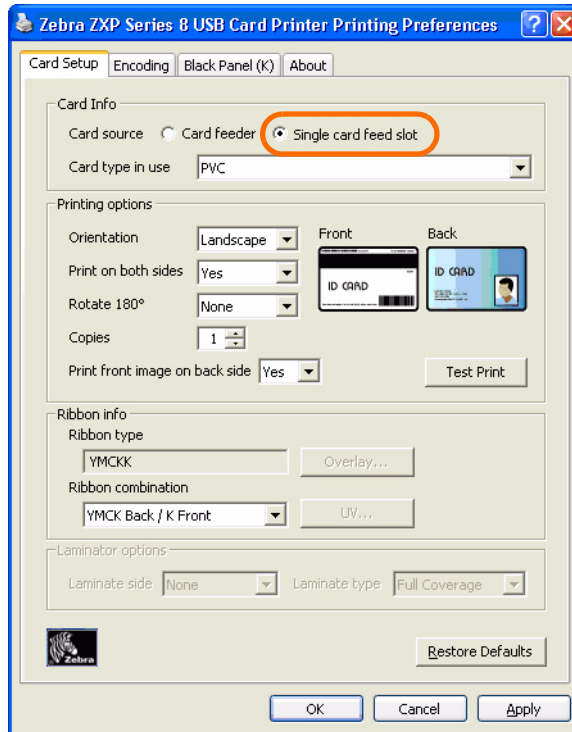 Zebra ZXP Series 8 USB Card Printer Printing Preferences
Card Setup Encoding Black Panel (K) About
Card Info
Card source Card feeder Single card feed slot
Card type in use PVC
Printing options
Orientation Landscape Front Back
Print on both sides Yes
ID CARD ID CARD
Rotate 180° None
Copies 1
Print front image on back side Yes Test Print
Ribbon info
Ribbon type
YMCKK Overlay...
Ribbon combination
YMCK Back / K Front UV...
Laminator options
Laminate side None Laminate type Full Coverage
Zebra Restore Defaults
OK Cancel Apply